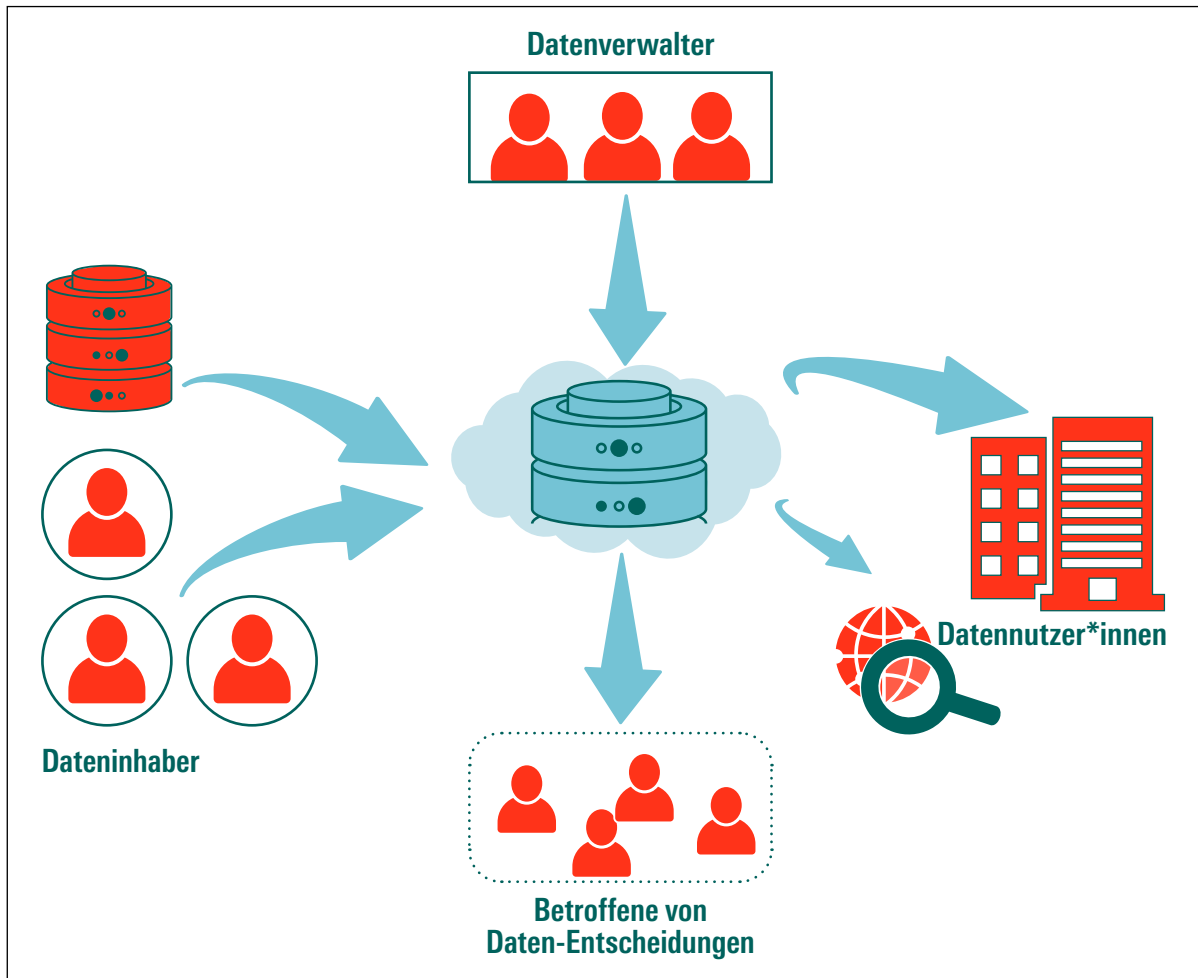 Datenverwalter
Datennutzer*innen
Dateninhaber
Betroffene von
Daten-Entscheidungen